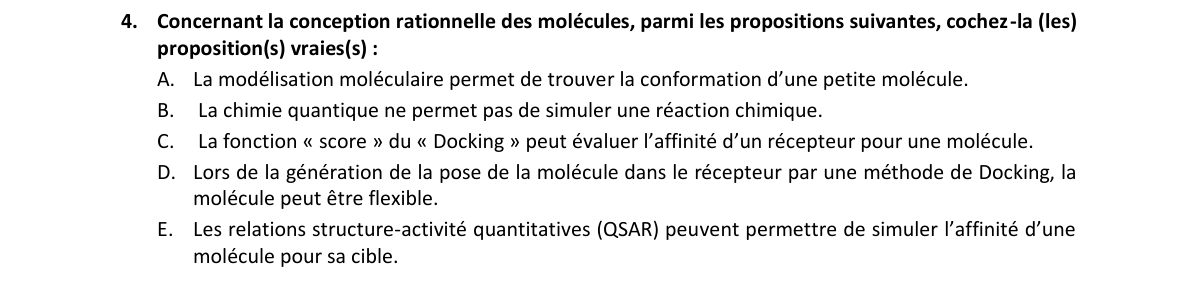 4. Concernant la conception rationnelle des molécules, parmi les propositions suivantes, cochez-la (les)
proposition(s) vraies(s) :
A. La modélisation moléculaire permet de trouver la conformation d’une petite molécule.
B. La chimie quantique ne permet pas de simuler une réaction chimique.
C. La fonction « score » du « Docking » peut évaluer l’affinité d’un récepteur pour une molécule.
D. Lors de la génération de la pose de la molécule dans le récepteur par une méthode de Docking, la
molécule peut être flexible.
E. Les relations structure-activité quantitatives (QSAR) peuvent permettre de simuler l’affinité d’une
molécule pour sa cible.